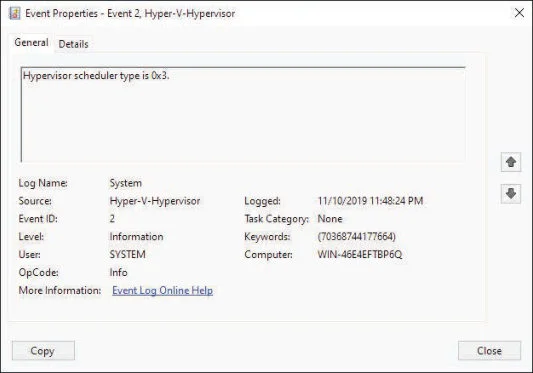 Event Properties - Event 2, Hyper-V-Hypervisor
General Details
Hypervisor scheduler type is 0x3.
Log Name: System
Source: Hyper-V-Hypervisor Logged: 11/10/2019 11:48:24 PM
Event ID: 2 Task Category: None
Level: Information Keywords: (70368744177664)
User: SYSTEM Computer: WIN-46E4EFTBP6Q
OpCode: Info
More Information: Event Log Online Help
Copy Close